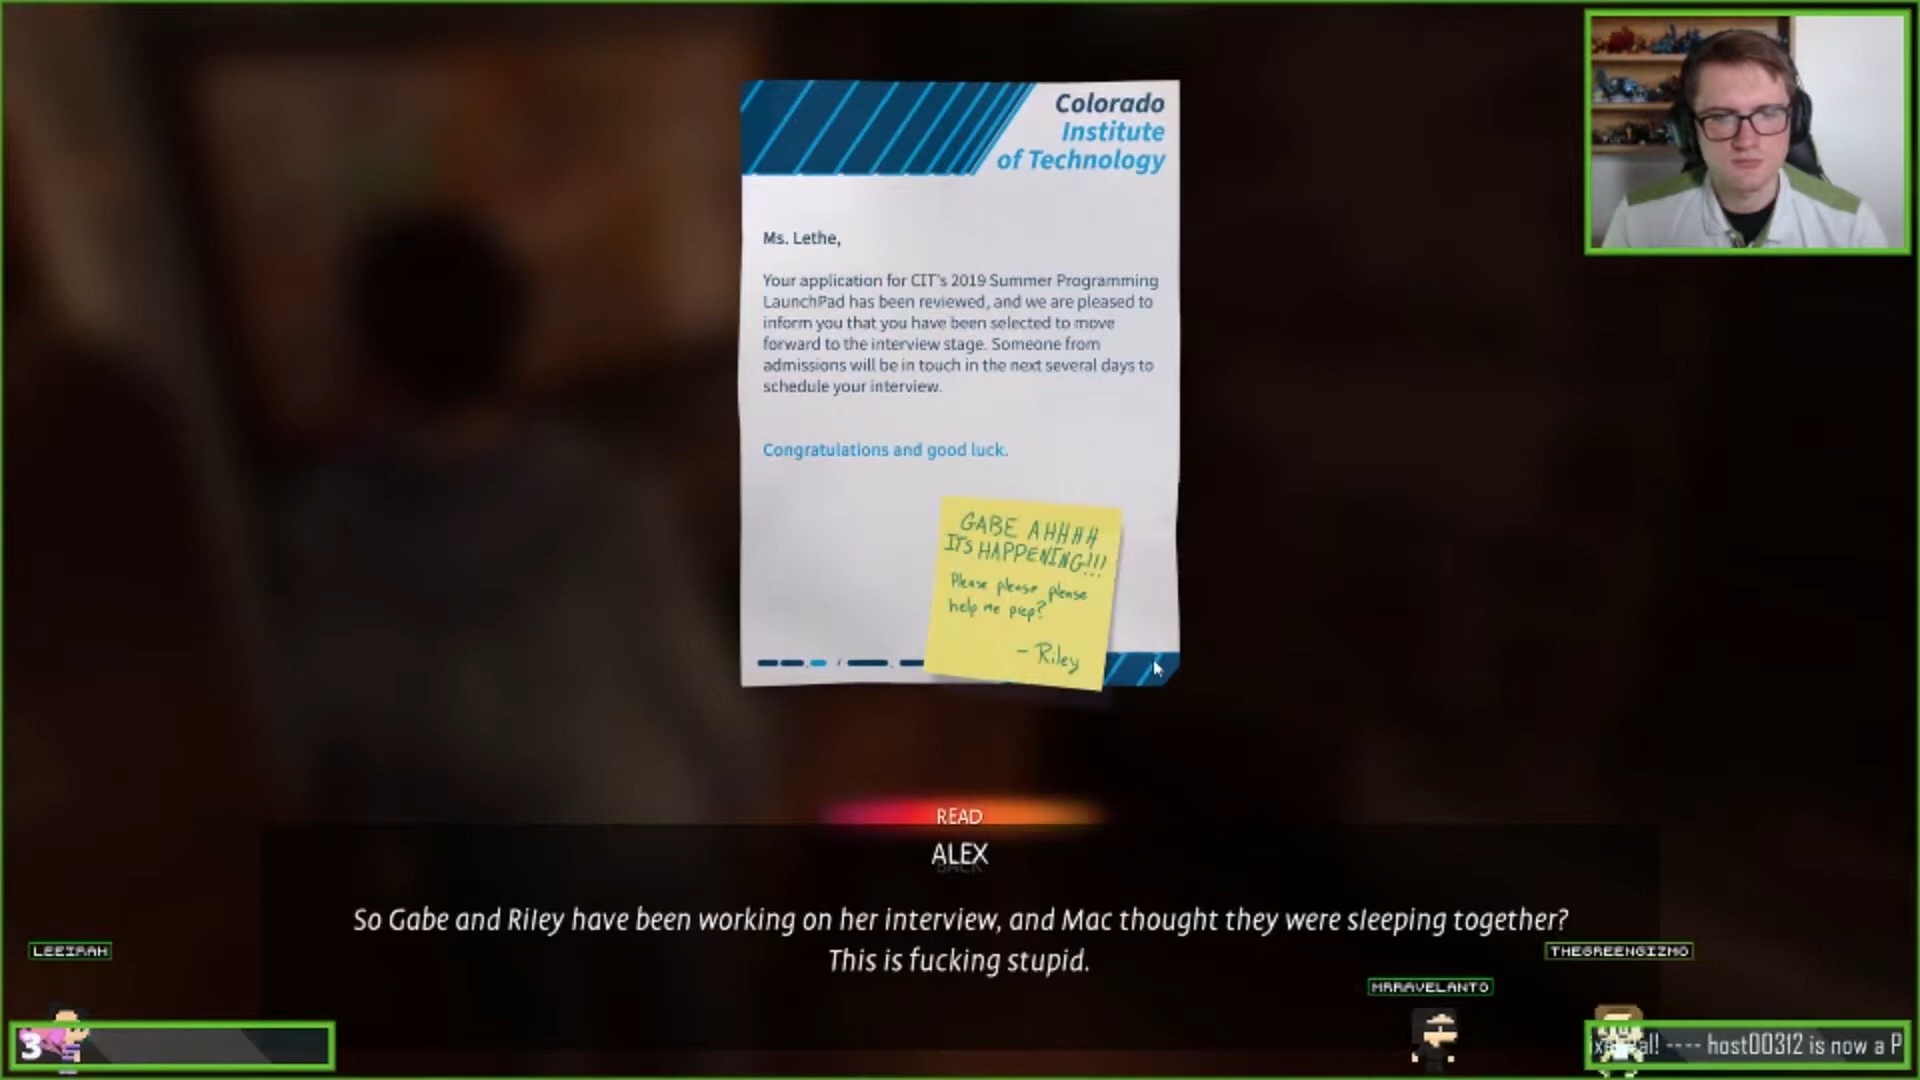 Colorado
Institute
of Technology
Ms. Lethe,
Your application for CIT's 2019 Summer Programming
LaunchPad has been reviewed, and we are pleased to
inform you that you have been selected to move
forward to the interview stage. Someone from
admissions will be in touch in the next several days to
schedule your interview.
Congratulations and good luck.
GABE AHHHH
ITS HAPPENING!!!
Please please please
help me prep?
- Riley
READ
ALEX
BACK
So Gabe and Riley have been working on her interview, and Mac thought they were sleeping together?
This is fucking stupid.
LEEIRAH
THEGREENGIZMO
MRRAVELANTO
3
al! ---- host00312 is now a P